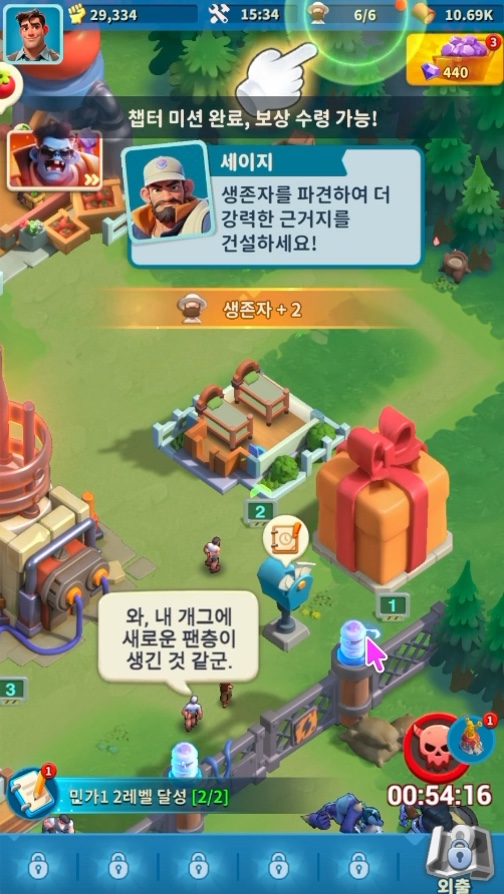 29,334
15:34
6/6
10.69K
3
440
챕터 미션 완료, 보상 수령 가능!
세이지
생존자를 파견하여 더
강력한 근거지를
건설하세요!
생존자 + 2
2
1
와, 내 개그에
새로운 팬층이
생긴 것 같군.
3
1
1
민가1 2레벨 달성 [2/2]
00:54:16
외출